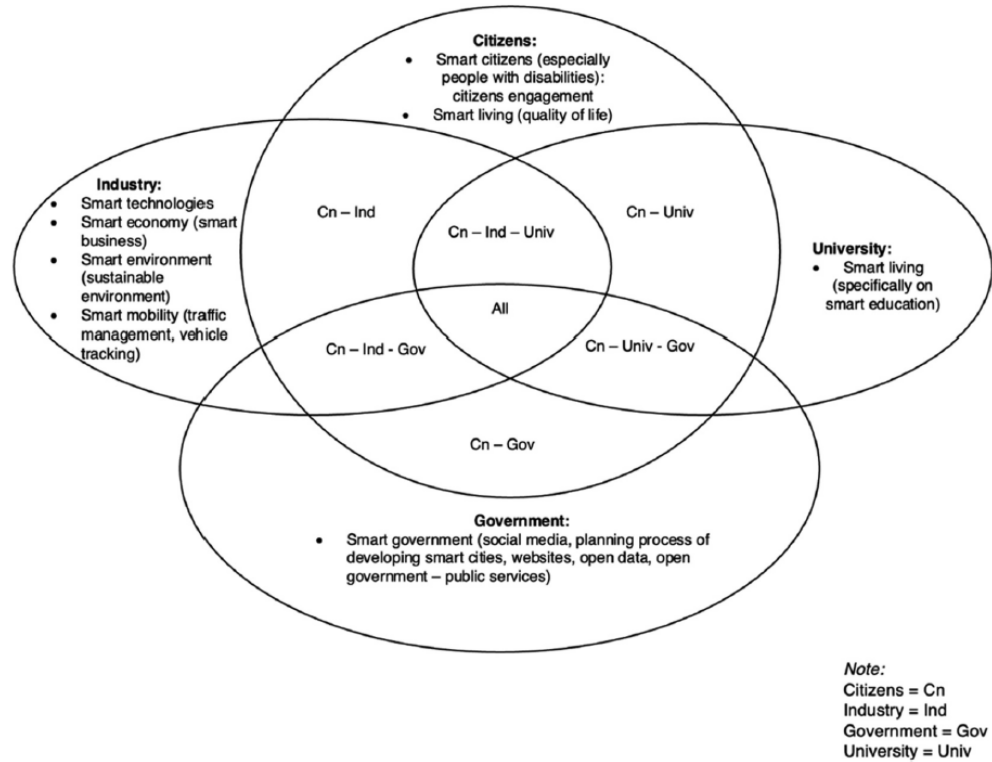 Citizens:
• Smart citizens (especially
people with disabilities):
citizens engagement
• Smart living (quality of life)
Industry:
• Smart technologies
• Smart economy (smart
business)
• Smart environment
(sustainable
environment)
• Smart mobility (traffic
management, vehicle
tracking)
Cn – Ind
Cn – Ind – Univ
Cn – Univ
University:
• Smart living
(specifically on
smart education)
All
Cn – Ind - Gov
Cn – Univ - Gov
Cn – Gov
Government:
• Smart government (social media, planning process of
developing smart cities, websites, open data, open
government – public services)
Note:
Citizens = Cn
Industry = Ind
Government = Gov
University = Univ